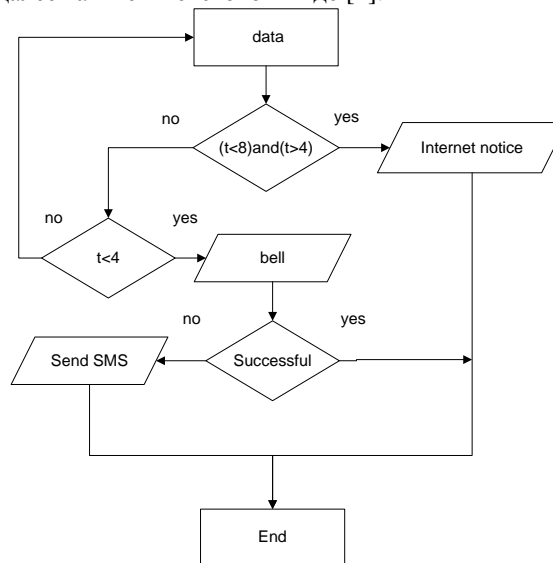 data
no
yes
(t<8)and(t>4)
Internet notice
no
yes
t<4
bell
no
yes
Send SMS
Successful
End